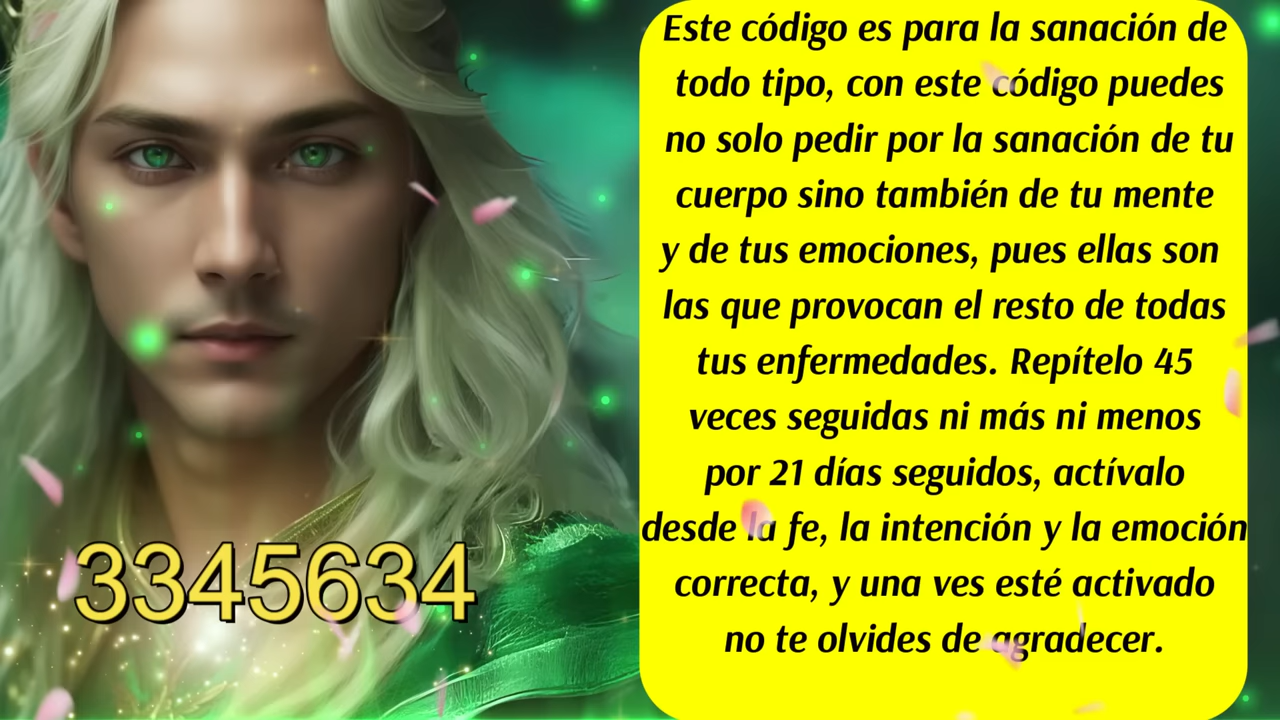 Este código es para la sanación de
todo tipo, con este código puedes
no solo pedir por la sanación de tu
cuerpo sino también de tu mente
y de tus emociones, pues ellas son
las que provocan el resto de todas
tus enfermedades. Repítelo 45
veces seguidas ni más ni menos
por 21 días seguidos, actívalo
desde la fe, la intención y la emoción
correcta, y una ves esté activado
no te olvides de agradecer.
3345634